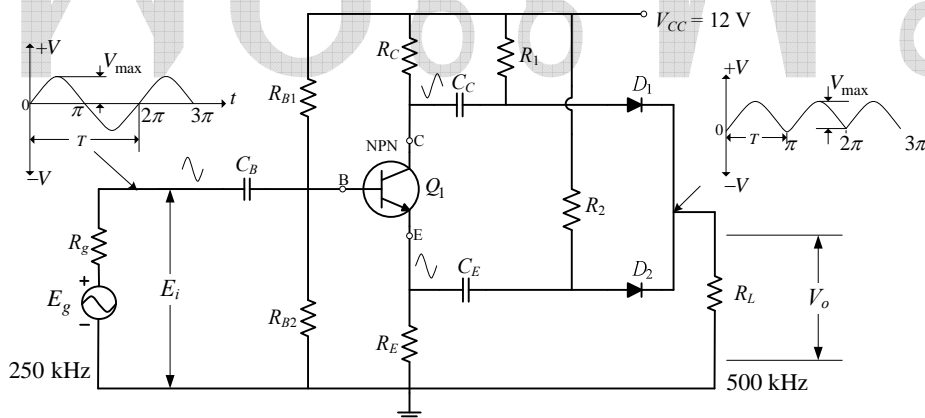 V_CC = 12 V
+V
V_max
0
π
2π
3π
t
T
−V
R_B1
R_C
R_1
C_C
D_1
+V
V_max
0
T
π
2π
3π
−V
NPN
C
C_B
B
Q_1
E
R_2
R_g
E_i
C_E
D_2
+
E_g
−
R_B2
R_E
R_L
V_o
250 kHz
500 kHz